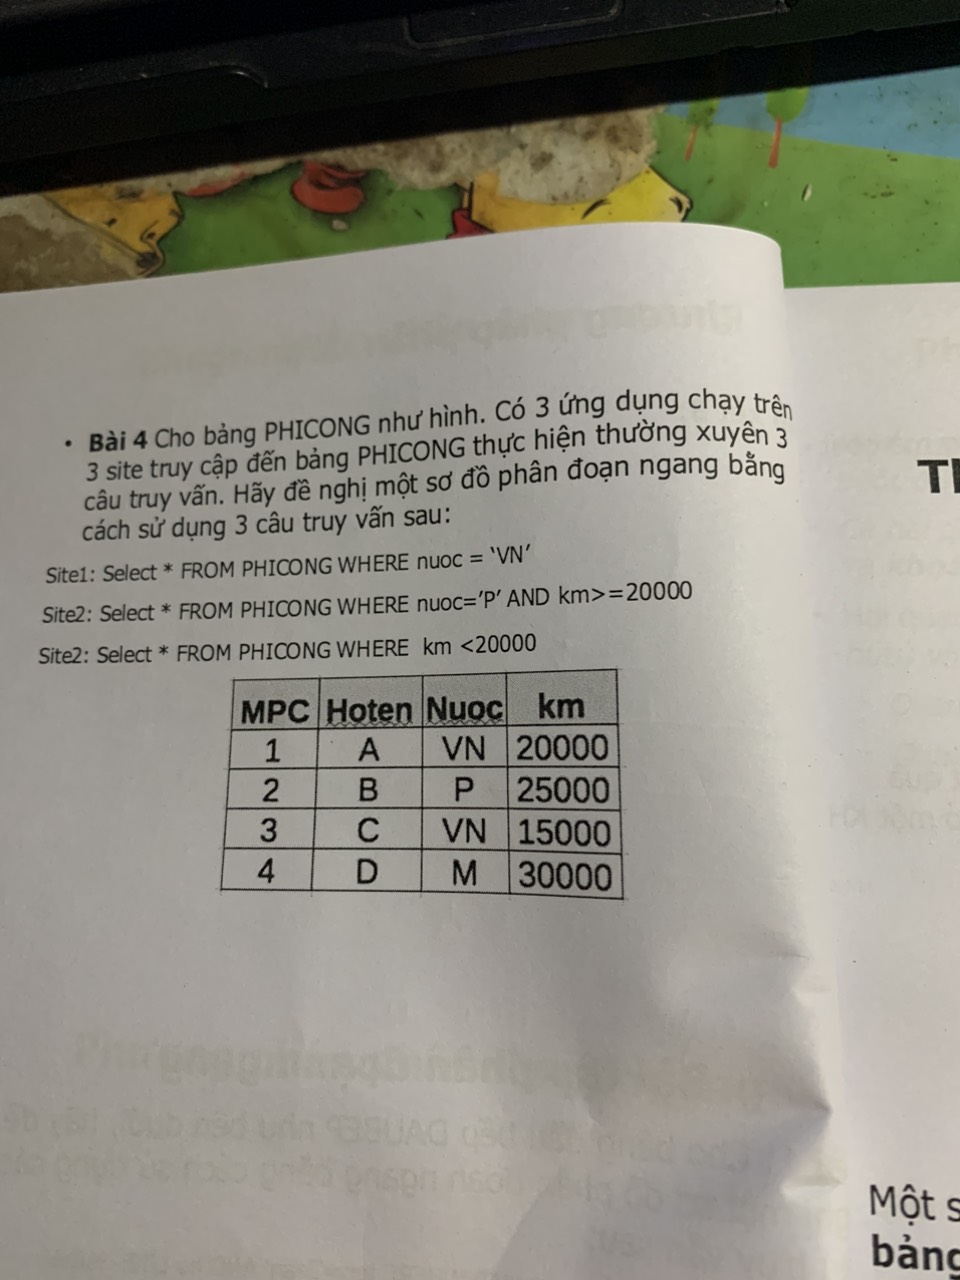 • Bài 4 Cho bảng PHICONG như hình. Có 3 ứng dụng chạy trên
3 site truy cập đến bảng PHICONG thực hiện thường xuyên 3
câu truy vấn. Hãy đề nghị một sơ đồ phân đoạn ngang bằng
cách sử dụng 3 câu truy vấn sau:
Site1: Select * FROM PHICONG WHERE nuoc = ‘VN’
Site2: Select * FROM PHICONG WHERE nuoc=’P’ AND km>=20000
Site2: Select * FROM PHICONG WHERE km <20000
MPC Hoten Nuoc km
1 A VN 20000
2 B P 25000
3 C VN 15000
4 D M 30000
Một
bảng